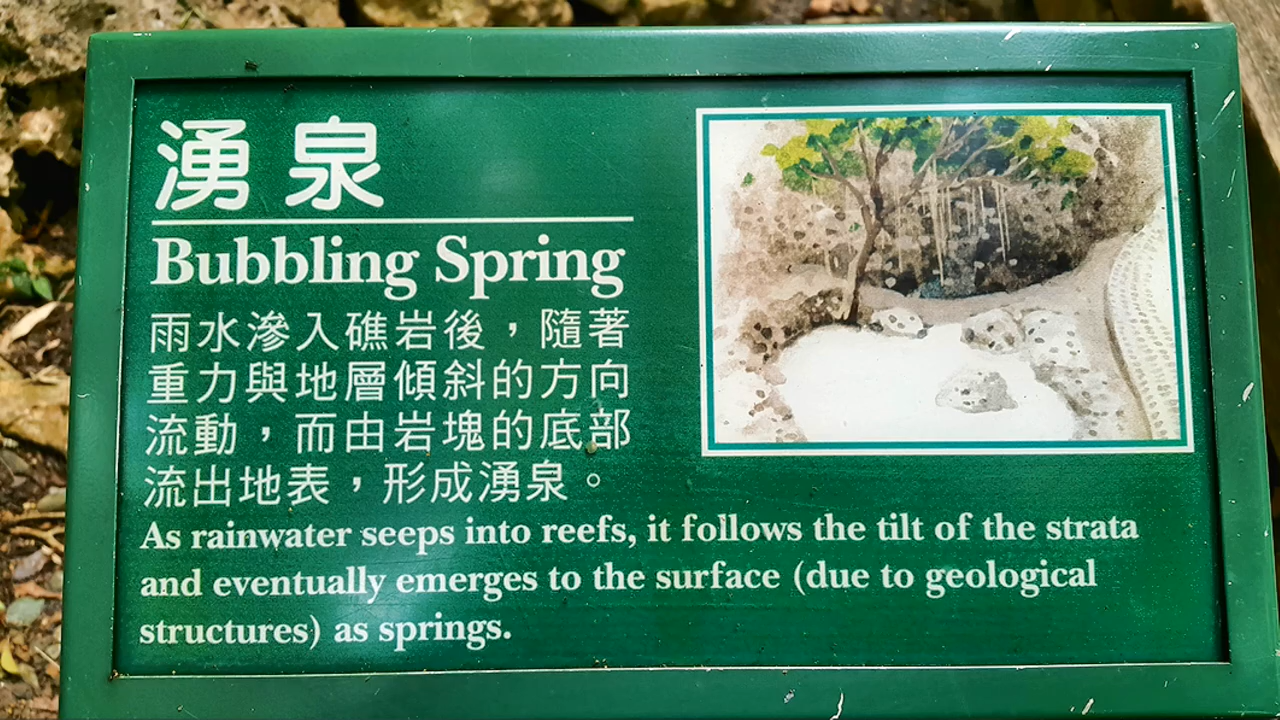 湧泉
Bubbling Spring
雨水滲入礁岩後，隨著
重力與地層傾斜的方向
流動，而由岩塊的底部
流出地表，形成湧泉。
As rainwater seeps into reefs, it follows the tilt of the strata
and eventually emerges to the surface (due to geological
structures) as springs.